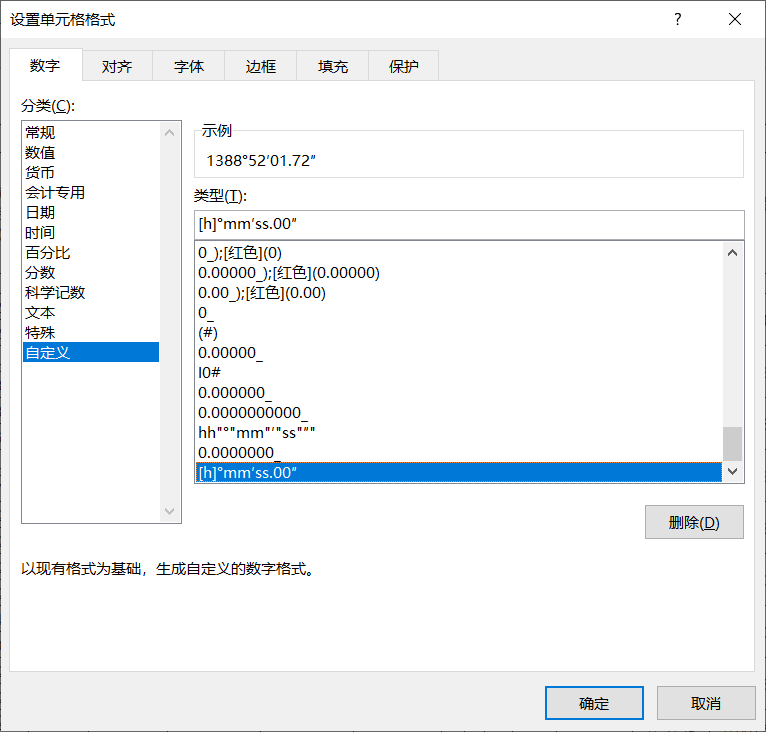 设置单元格格式
?
数字 对齐 字体 边框 填充 保护
分类(C):
常规
数值
货币
会计专用
日期
时间
百分比
分数
科学记数
文本
特殊
自定义
示例
1388°52′01.72″
类型(T):
[h]°mm′ss.00″
0_);[红色](0)
0.00000_);[红色](0.00000)
0.00_);[红色](0.00)
0_
(#)
0.00000_
I0#
0.000000_
0.0000000000_
hh"°"mm"′"ss"″"
0.0000000_
[h]°mm′ss.00″
删除(D)
以现有格式为基础，生成自定义的数字格式。
确定 取消